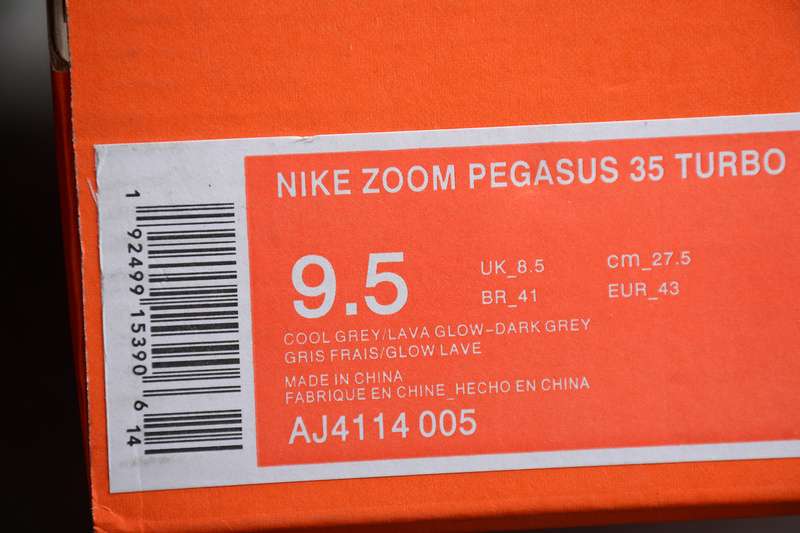 NIKE ZOOM PEGASUS 35 TURBO
9.5
UK_8.5
cm_27.5
BR_41
EUR_43
COOL GREY/LAVA GLOW-DARK GREY
GRIS FRAIS/GLOW LAVE
MADE IN CHINA
FABRIQUE EN CHINE_HECHO EN CHINA
AJ4114 005
1 92499 15390 6 14